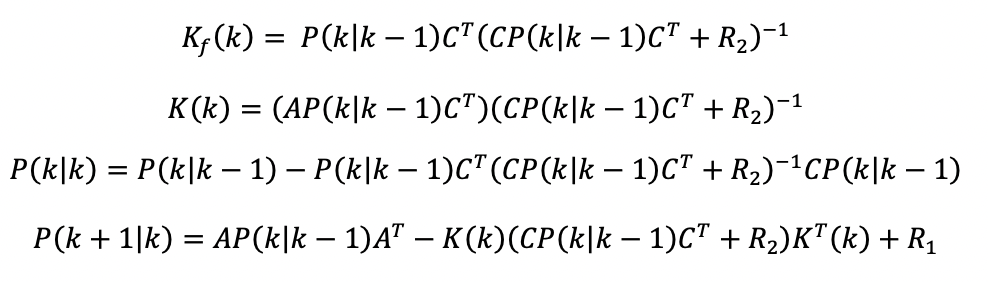 K_f(k) = P(k|k − 1)C^T(CP(k|k − 1)C^T + R_2)^{−1}
K(k) = (AP(k|k − 1)C^T)(CP(k|k − 1)C^T + R_2)^{−1}
P(k|k) = P(k|k − 1) − P(k|k − 1)C^T(CP(k|k − 1)C^T + R_2)^{−1}CP(k|k − 1)
P(k + 1|k) = AP(k|k − 1)A^T − K(k)(CP(k|k − 1)C^T + R_2)K^T(k) + R_1